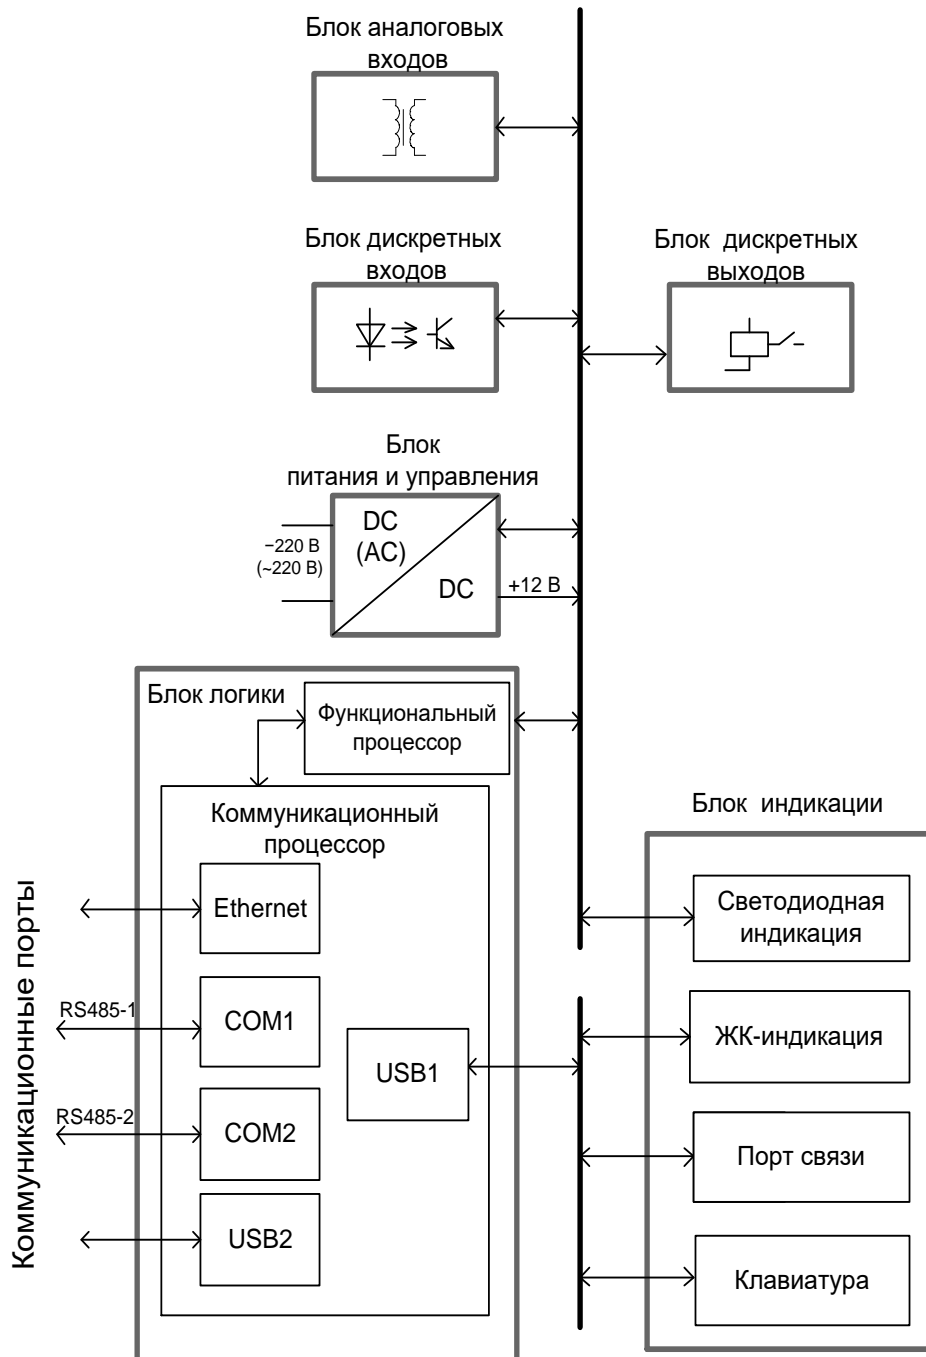 Блок аналоговых
входов
Блок дискретных
входов
Блок дискретных
выходов
Блок
питания и управления
DC
(AC)
−220 В
(~220 В)
DC
+12 В
Блок логики
Функциональный
процессор
Коммуникационный
процессор
Блок индикации
Коммуникационные порты
Ethernet
Светодиодная
индикация
RS485-1
COM1
ЖК-индикация
USB1
RS485-2
COM2
Порт связи
USB2
Клавиатура